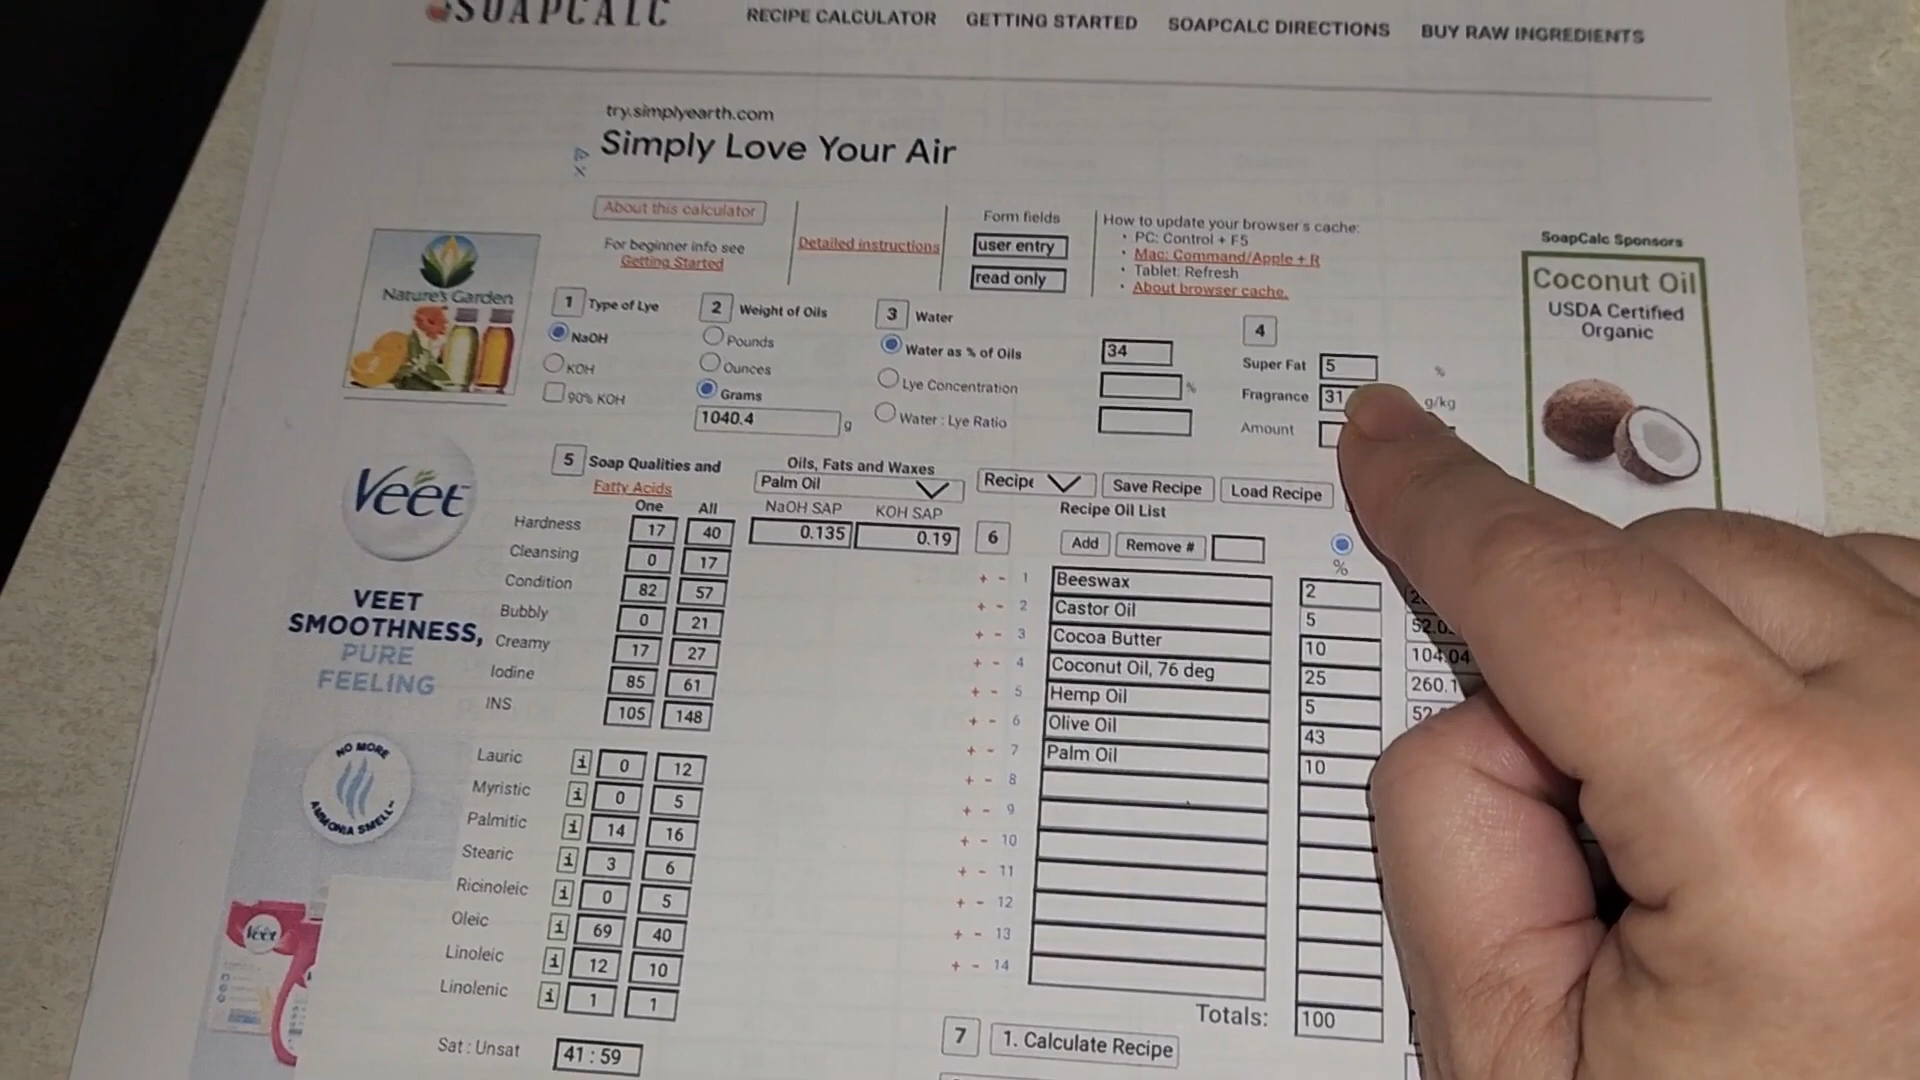 SOAPCALC
RECIPE CALCULATOR GETTING STARTED SOAPCALC DIRECTIONS BUY RAW INGREDIENTS
try.simplyearth.com
Simply Love Your Air
About this calculator
For beginner info see
Getting Started
Detailed instructions
Form fields
user entry
read only
How to update your browser's cache:
• PC: Control + F5
• Mac: Command/Apple + R
• Tablet: Refresh
• About browser cache.
SoapCalc Sponsors
Coconut Oil
USDA Certified
Organic
Nature's Garden
1 Type of Lye
NaOH
KOH
90% KOH
2 Weight of Oils
Pounds
Ounces
Grams
1040.4 g
3 Water
Water as % of Oils 34
Lye Concentration %
Water : Lye Ratio
4
Super Fat 5 %
Fragrance 31 g/kg
Amount
Veet
VEET
SMOOTHNESS,
PURE
FEELING
NO MORE
AMMONIA SMELL
Veet
5 Soap Qualities and
Fatty Acids
One All
Hardness 17 40
Cleansing 0 17
Condition 82 57
Bubbly 0 21
Creamy 17 27
Iodine 85 61
INS 105 148
Lauric i 0 12
Myristic i 0 5
Palmitic i 14 16
Stearic i 3 6
Ricinoleic i 0 5
Oleic i 69 40
Linoleic i 12 10
Linolenic i 1 1
Sat : Unsat 41 : 59
Oils, Fats and Waxes
Palm Oil
NaOH SAP KOH SAP
0.135 0.19
6
Recipe Save Recipe Load Recipe
Recipe Oil List
Add Remove #
%
+ - 1 Beeswax 2
+ - 2 Castor Oil 5
+ - 3 Cocoa Butter 10 104.04
+ - 4 Coconut Oil, 76 deg 25 260.1
+ - 5 Hemp Oil 5
+ - 6 Olive Oil 43
+ - 7 Palm Oil 10
+ - 8
+ - 9
+ - 10
+ - 11
+ - 12
+ - 13
+ - 14
Totals: 100
7 1. Calculate Recipe